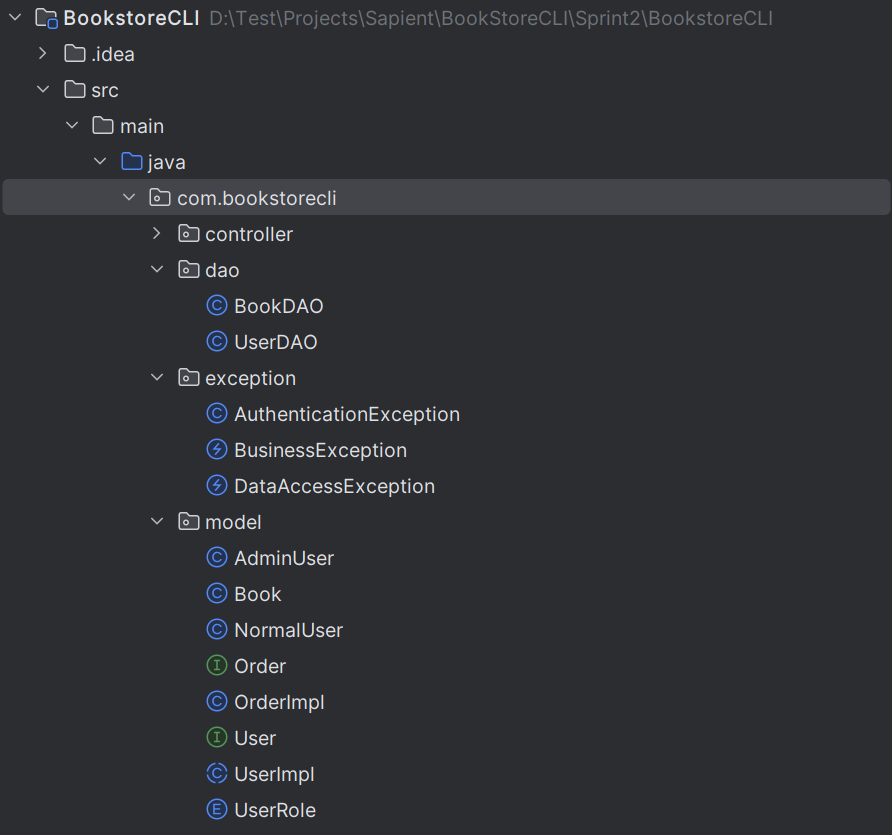 BookstoreCLI D:\Test\Projects\Sapient\BookStoreCLI\Sprint2\BookstoreCLI
.idea
src
main
java
com.bookstorecli
controller
dao
C BookDAO
C UserDAO
exception
C AuthenticationException
BusinessException
DataAccessException
model
C AdminUser
C Book
C NormalUser
I Order
C OrderImpl
I User
C UserImpl
E UserRole